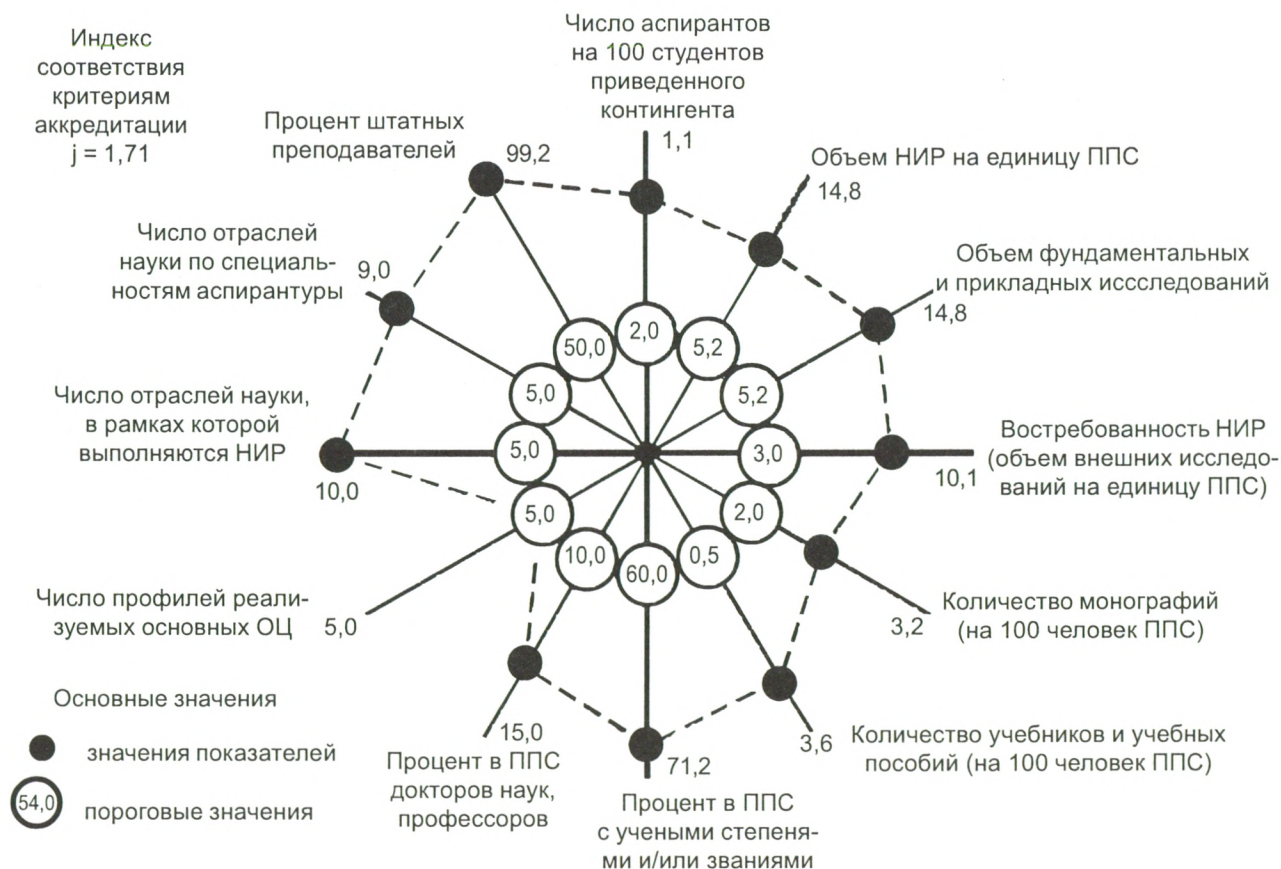 Индекс
соответствия
критериям
аккредитации
j = 1,71
Число аспирантов
на 100 студентов
приведенного
контингента
1,1
Процент штатных
преподавателей
99,2
Объем НИР на единицу ППС
14,8
Число отраслей
науки по специаль-
ностям аспирантуры
9,0
Объем фундаментальных
и прикладных иссследований
14,8
Число отраслей науки,
в рамках которой
выполняются НИР
10,0
Востребованность НИР
(объем внешних исследо-
ваний на единицу ППС)
10,1
2,0
5,2
5,2
3,0
2,0
0,5
60,0
10,0
5,0
5,0
5,0
50,0
Число профилей реали-
зуемых основных ОЦ
5,0
Количество монографий
(на 100 человек ППС)
3,2
Количество учебников и учебных
пособий (на 100 человек ППС)
3,6
15,0
Процент в ППС
докторов наук,
профессоров
71,2
Процент в ППС
с учеными степеня-
ми и/или званиями
Основные значения
значения показателей
54,0
пороговые значения